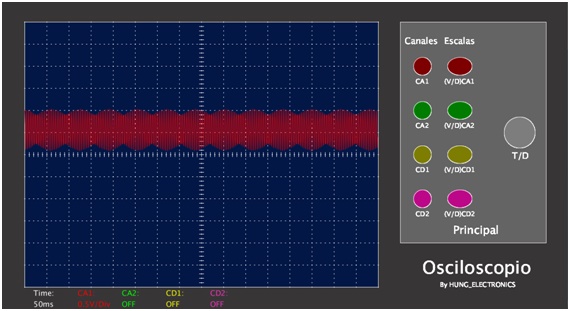 Canales Escalas
CA1 (V/D)CA1
CA2 (V/D)CA2
T/D
CD1 (V/D)CD1
CD2 (V/D)CD2
Principal
Osciloscopio
By HUNG_ELECTRONICS
Time: CA1: CA2: CD1: CD2:
50ms 0.5V/Div OFF OFF OFF